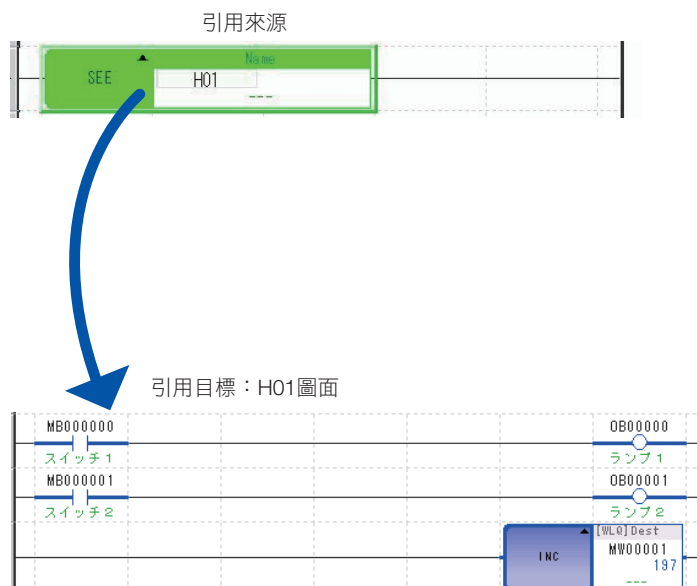 引用來源
Name
SEE
H01
---
引用目標：H01圖面
MB000000
OB00000
スイッチ1
ランプ1
MB000001
OB00001
スイッチ2
ランプ2
[WLQ]Dest
INC
MW00001
197
---